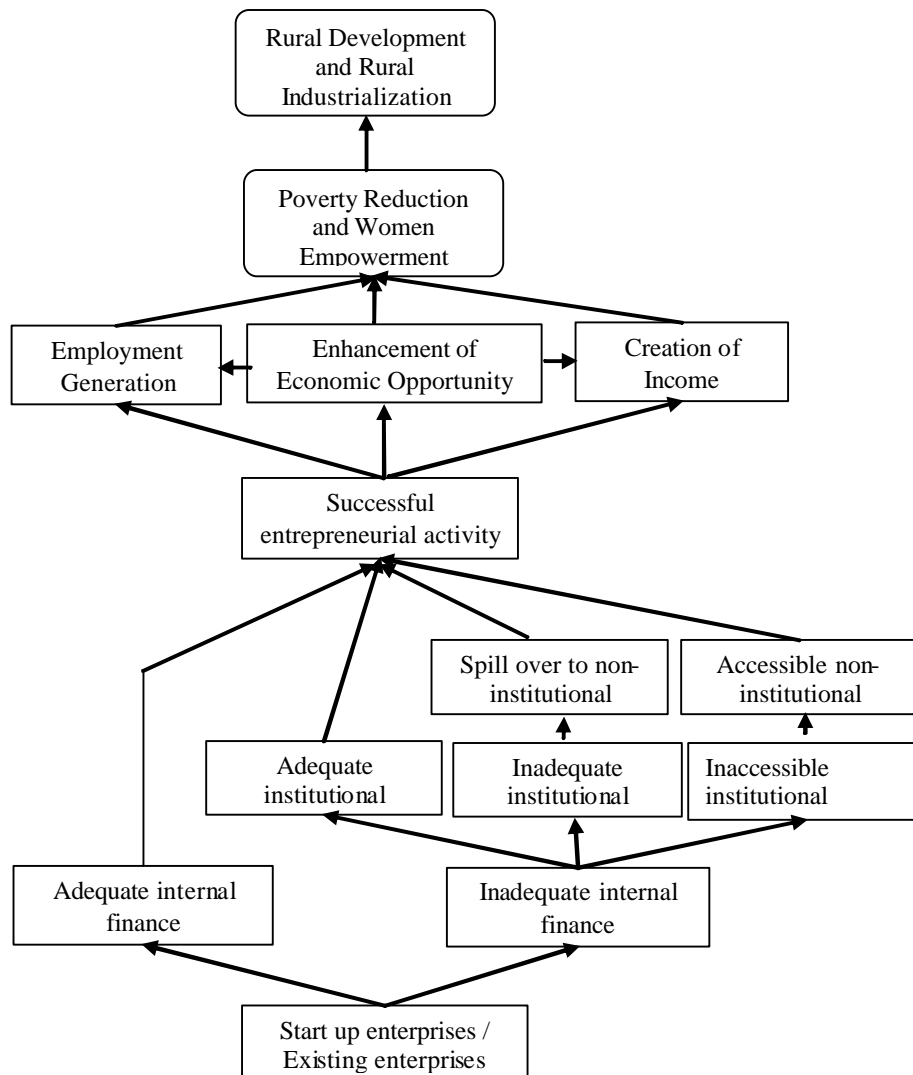 Rural Development
and Rural
Industrialization
Poverty Reduction
and Women
Empowerment
Employment
Generation
Enhancement of
Economic Opportunity
Creation of
Income
Successful
entrepreneurial activity
Spill over to non-
institutional
Accessible non-
institutional
Adequate
institutional
Inadequate
institutional
Inaccessible
institutional
Adequate internal
finance
Inadequate internal
finance
Start up enterprises /
Existing enterprises